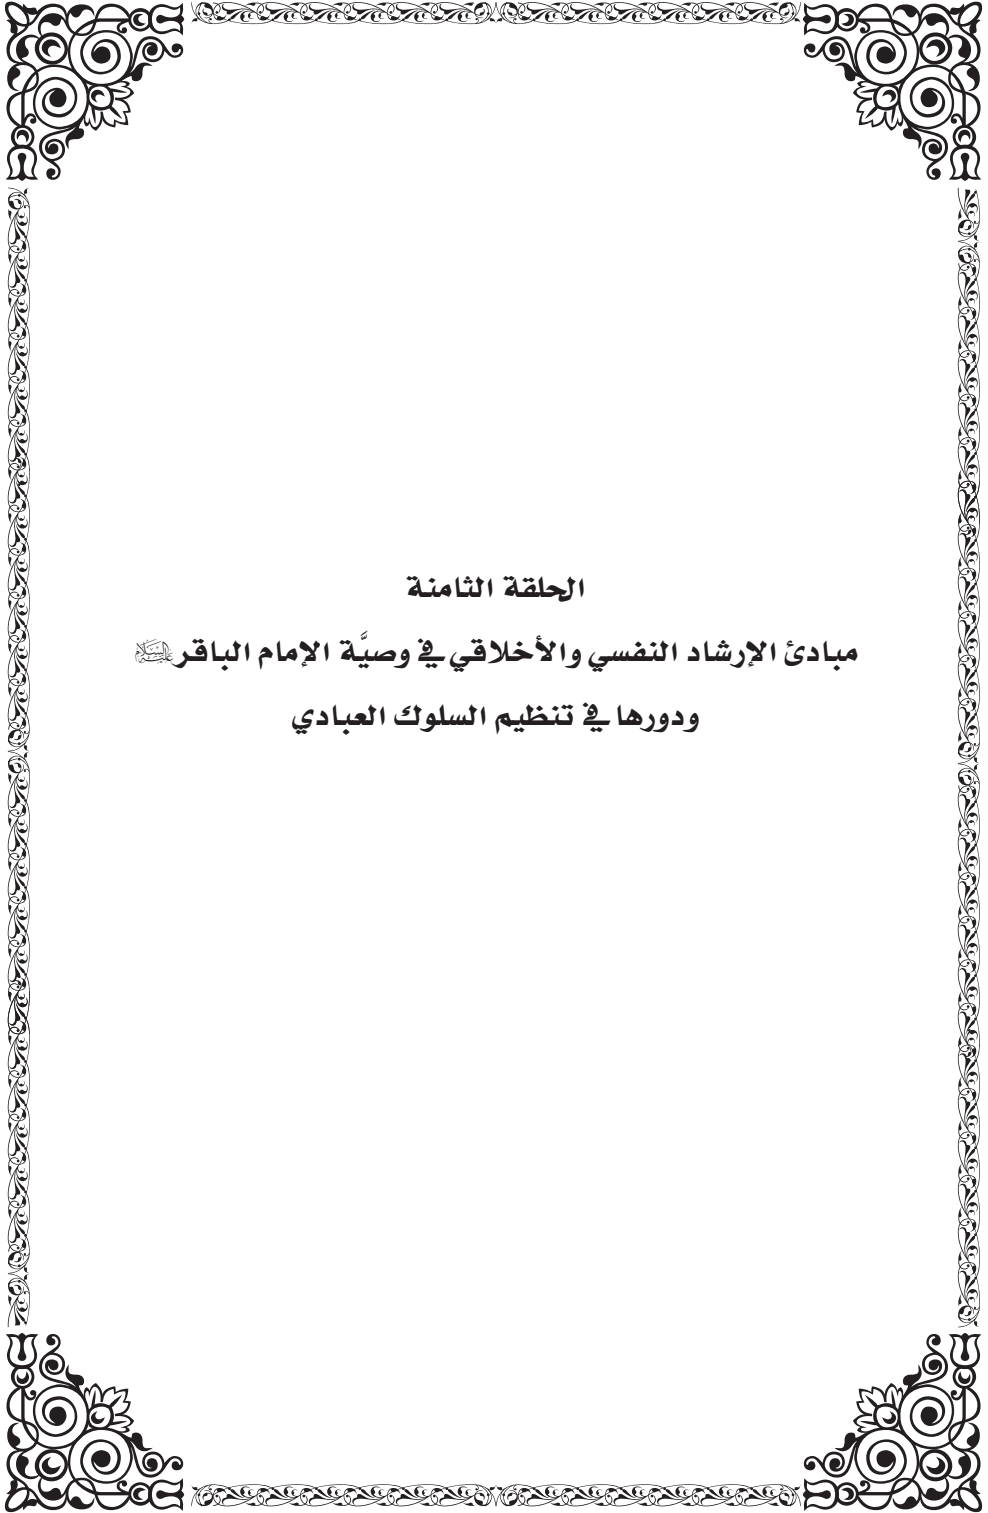 الحلقة الثامنة
مبادئ الإرشاد النفسي والأخلاقي في وصيَّة الإمام الباقر عليه السلام
ودورها في تنظيم السلوك العبادي